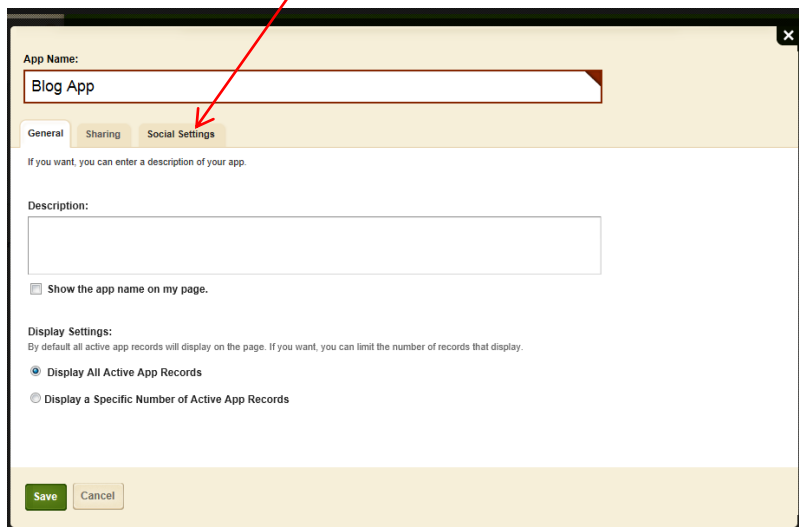 App Name:
Blog App
General Sharing Social Settings
If you want, you can enter a description of your app.
Description:
Show the app name on my page.
Display Settings:
By default all active app records will display on the page. If you want, you can limit the number of records that display.
Display All Active App Records
Display a Specific Number of Active App Records
Save Cancel